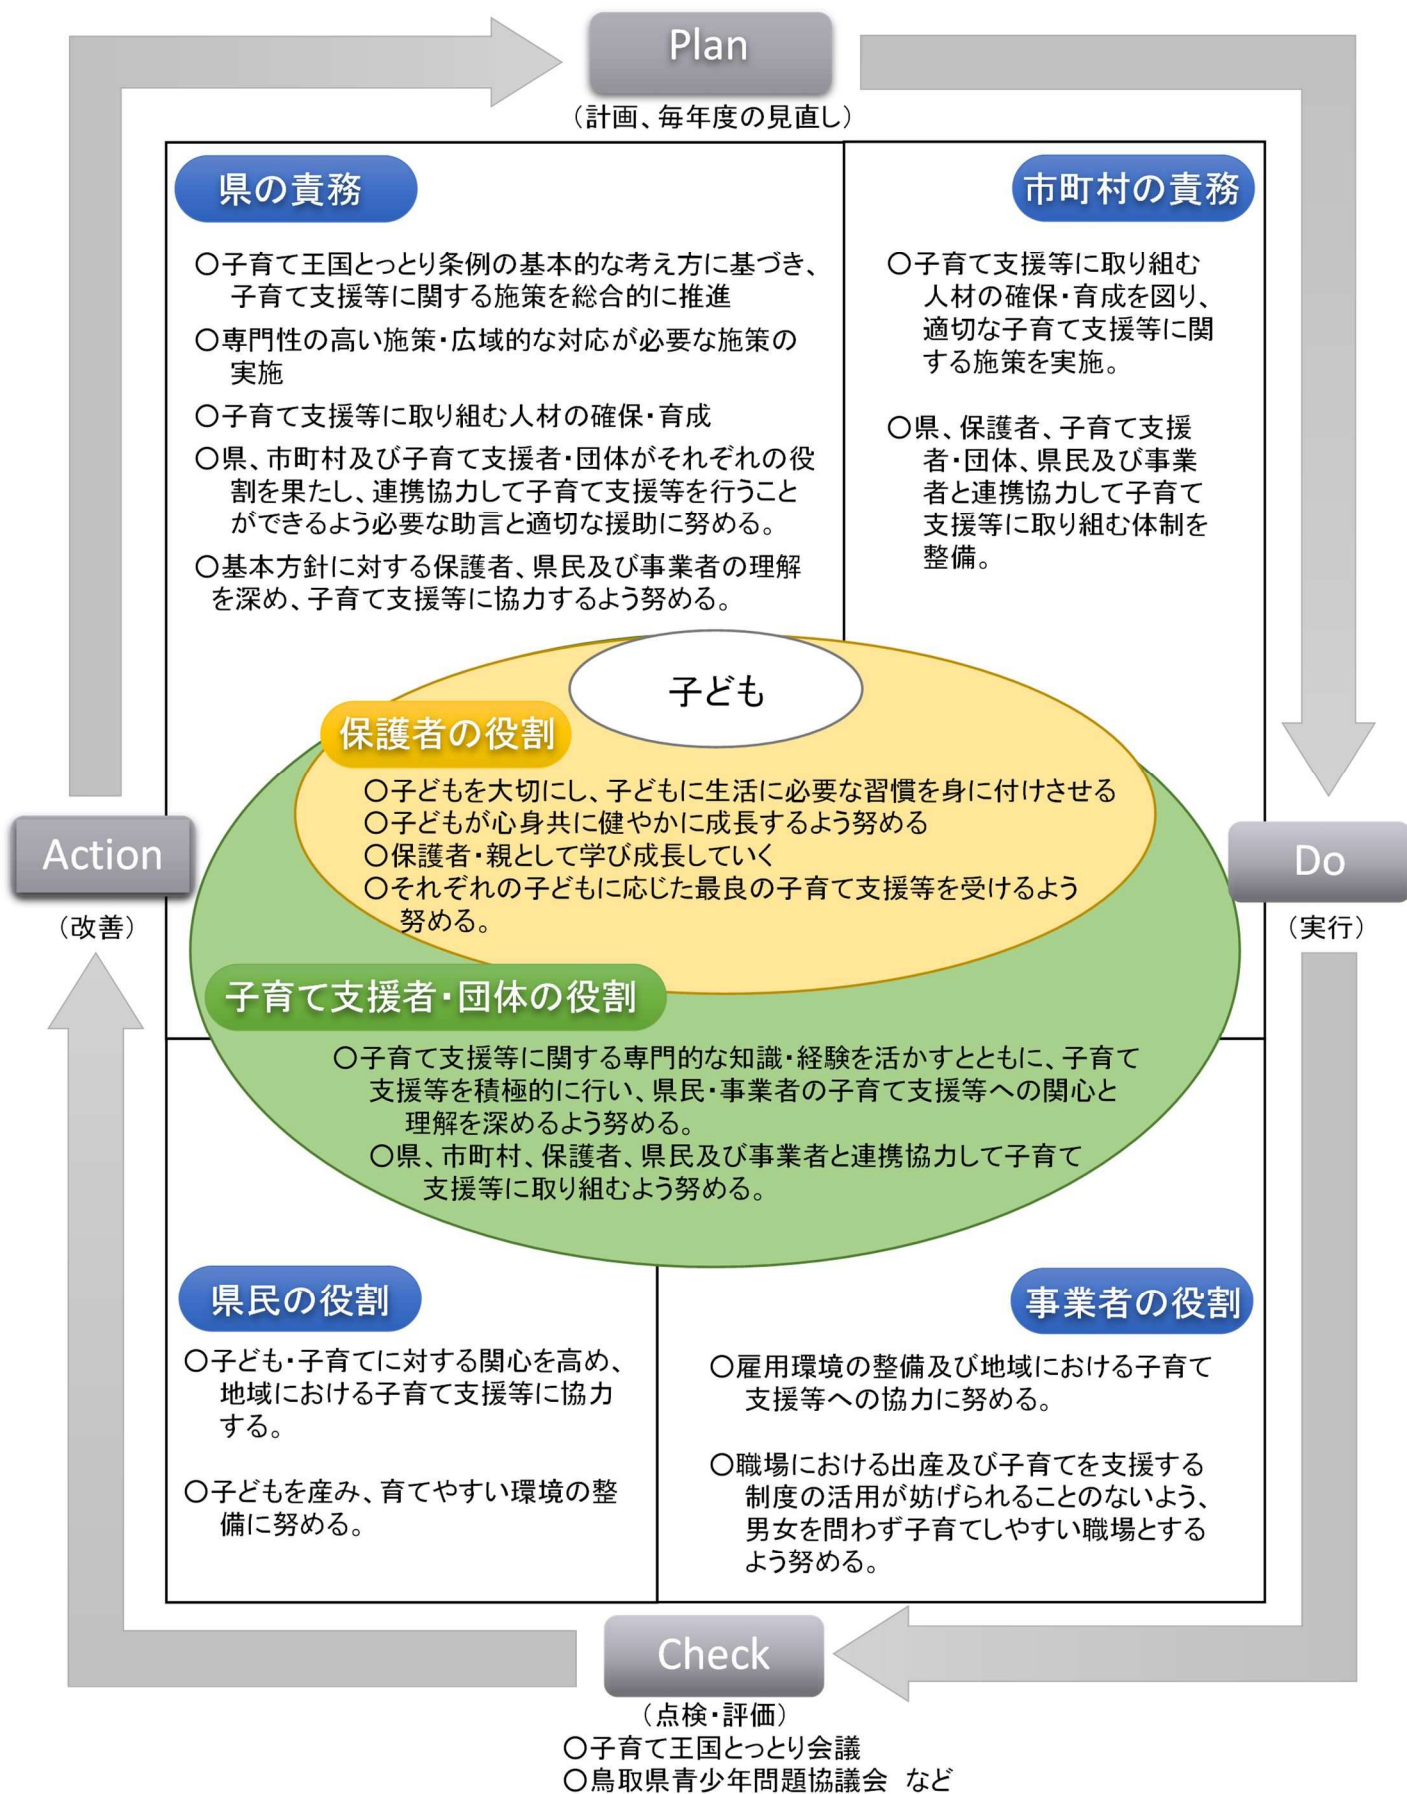 Plan
（計画、毎年度の見直し）
県の責務
○子育て王国とっとり条例の基本的な考え方に基づき、
子育て支援等に関する施策を総合的に推進
○専門性の高い施策・広域的な対応が必要な施策の
実施
○子育て支援等に取り組む人材の確保・育成
○県、市町村及び子育て支援者・団体がそれぞれの役
割を果たし、連携協力して子育て支援等を行うこと
ができるよう必要な助言と適切な援助に努める。
○基本方針に対する保護者、県民及び事業者の理解
を深め、子育て支援等に協力するよう努める。
市町村の責務
○子育て支援等に取り組む
人材の確保・育成を図り、
適切な子育て支援等に関
する施策を実施。
○県、保護者、子育て支援
者・団体、県民及び事業
者と連携協力して子育て
支援等に取り組む体制を
整備。
子ども
保護者の役割
○子どもを大切にし、子どもに生活に必要な習慣を身に付けさせる
○子どもが心身共に健やかに成長するよう努める
○保護者・親として学び成長していく
○それぞれの子どもに応じた最良の子育て支援等を受けるよう
努める。
Action
（改善）
Do
（実行）
子育て支援者・団体の役割
○子育て支援等に関する専門的な知識・経験を活かすとともに、子育て
支援等を積極的に行い、県民・事業者の子育て支援等への関心と
理解を深めるよう努める。
○県、市町村、保護者、県民及び事業者と連携協力して子育て
支援等に取り組むよう努める。
県民の役割
○子ども・子育てに対する関心を高め、
地域における子育て支援等に協力
する。
○子どもを産み、育てやすい環境の整
備に努める。
事業者の役割
○雇用環境の整備及び地域における子育て
支援等への協力に努める。
○職場における出産及び子育てを支援する
制度の活用が妨げられることのないよう、
男女を問わず子育てしやすい職場とする
よう努める。
Check
（点検・評価）
○子育て王国とっとり会議
○鳥取県青少年問題協議会 など